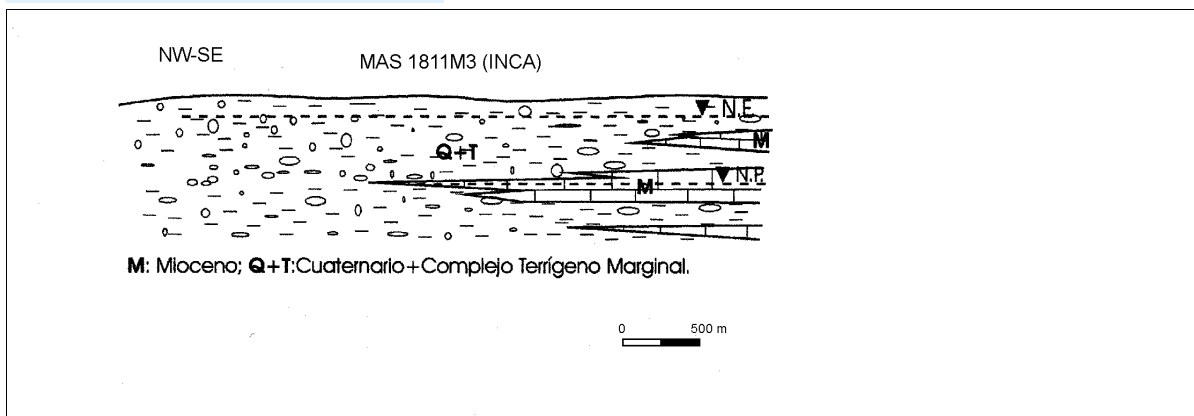 NW-SE
MAS 1811M3 (INCA)
N.E.
M
Q+T
N.P.
M
M: Mioceno; Q+T:Cuaternario+Complejo Terrígeno Marginal.
0 500 m